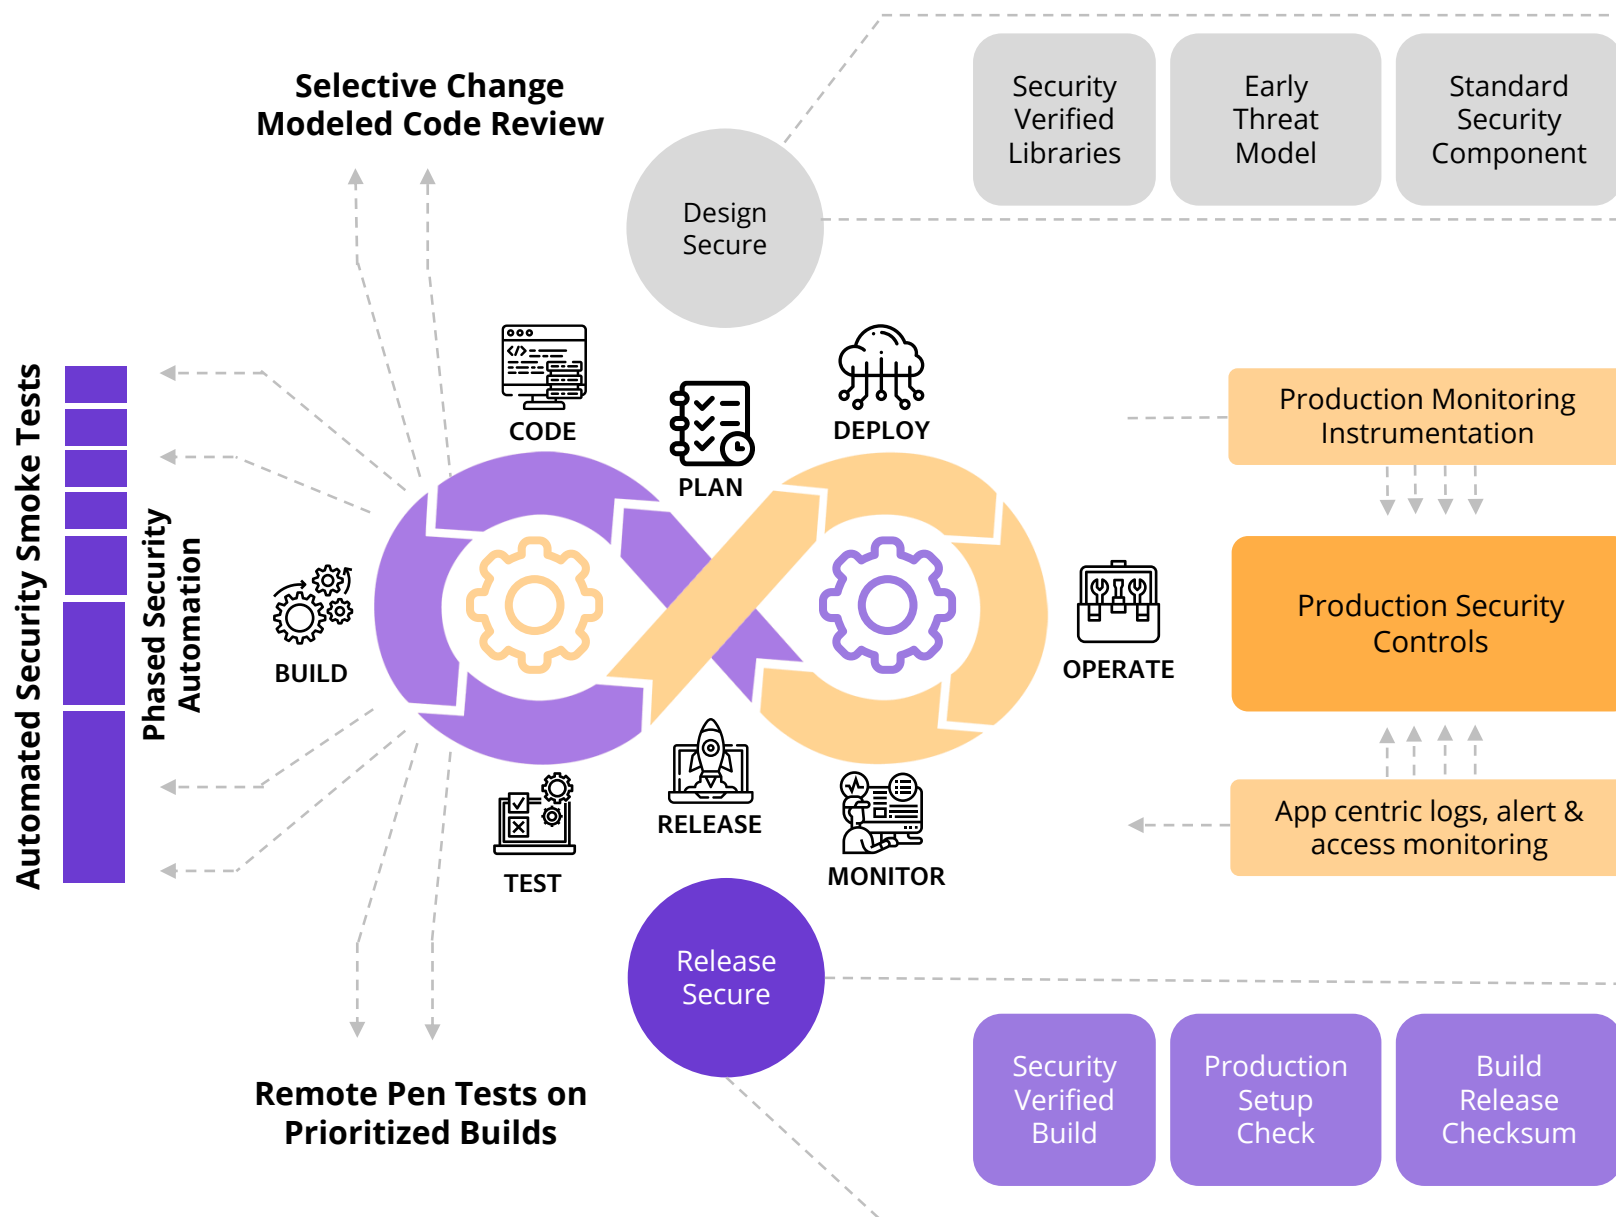 Selective Change
Modeled Code Review
Security
Verified
Libraries
Early
Threat
Model
Standard
Security
Component
Design
Secure
CODE
PLAN
DEPLOY
Automated Security Smoke Tests
Phased Security
Automation
BUILD
OPERATE
Production Monitoring
Instrumentation
Production Security
Controls
App centric logs, alert &
access monitoring
TEST
RELEASE
MONITOR
Release
Secure
Remote Pen Tests on
Prioritized Builds
Security
Verified
Build
Production
Setup
Check
Build
Release
Checksum